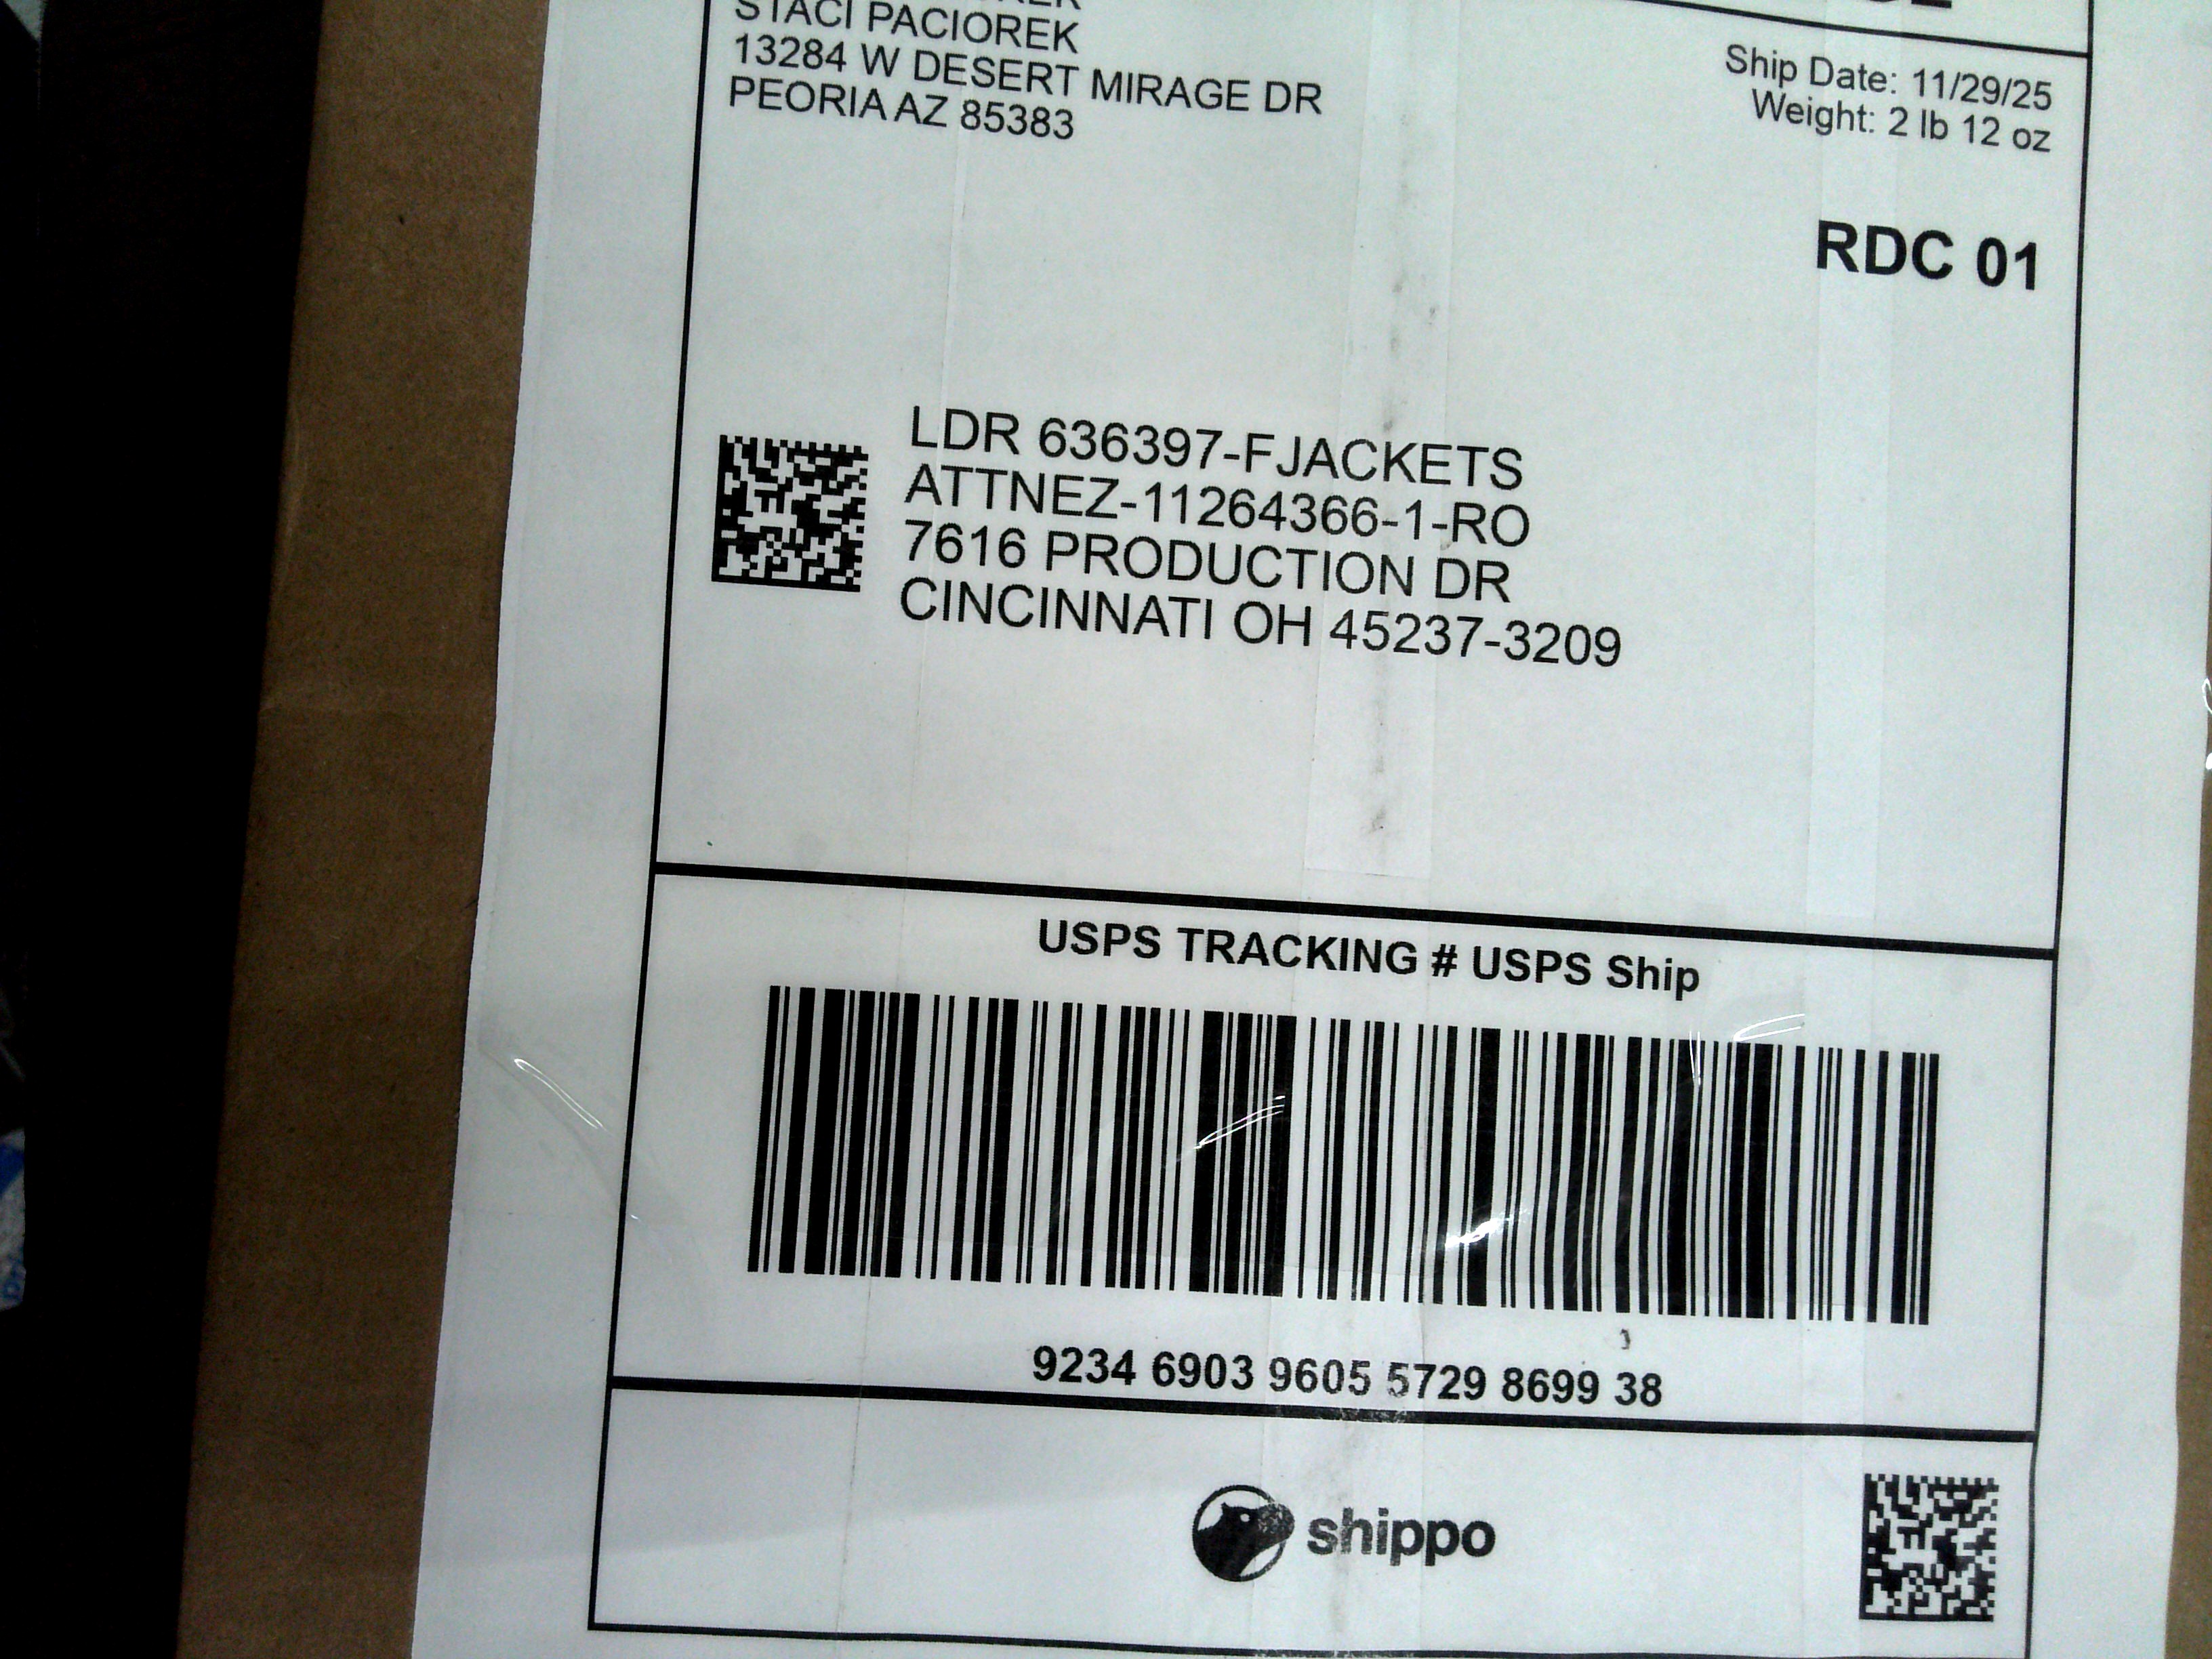 STACI PACIOREK
13284 W DESERT MIRAGE DR
PEORIA AZ 85383
Ship Date: 11/29/25
Weight: 2 lb 12 oz
RDC 01
LDR 636397-FJACKETS
ATTNEZ-11264366-1-RO
7616 PRODUCTION DR
CINCINNATI OH 45237-3209
USPS TRACKING # USPS Ship
9234 6903 9605 5729 8699 38
shippo